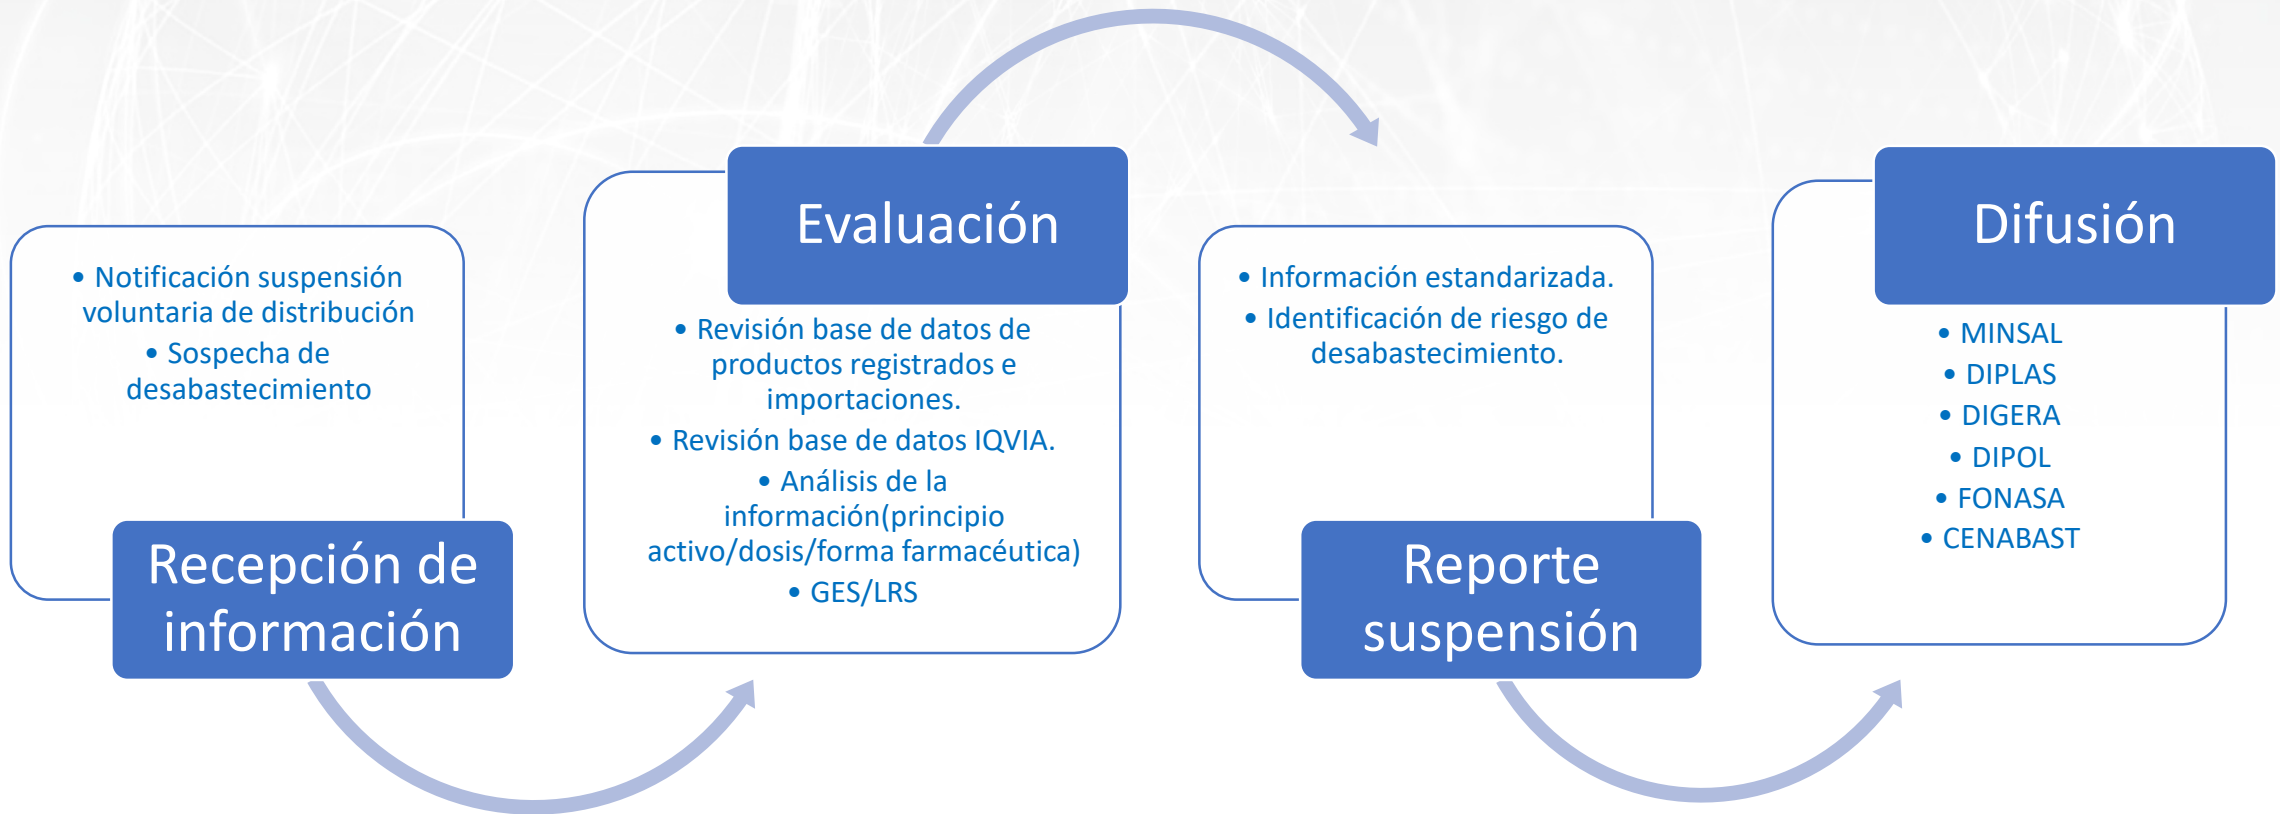 • Notificación suspensión
voluntaria de distribución
• Sospecha de
desabastecimiento
Recepción de
información
Evaluación
• Revisión base de datos de
productos registrados e
importaciones.
• Revisión base de datos IQVIA.
• Análisis de la
información(principio
activo/dosis/forma farmacéutica)
• GES/LRS
• Información estandarizada.
• Identificación de riesgo de
desabastecimiento.
Reporte
suspensión
Difusión
• MINSAL
• DIPLAS
• DIGERA
• DIPOL
• FONASA
• CENABAST